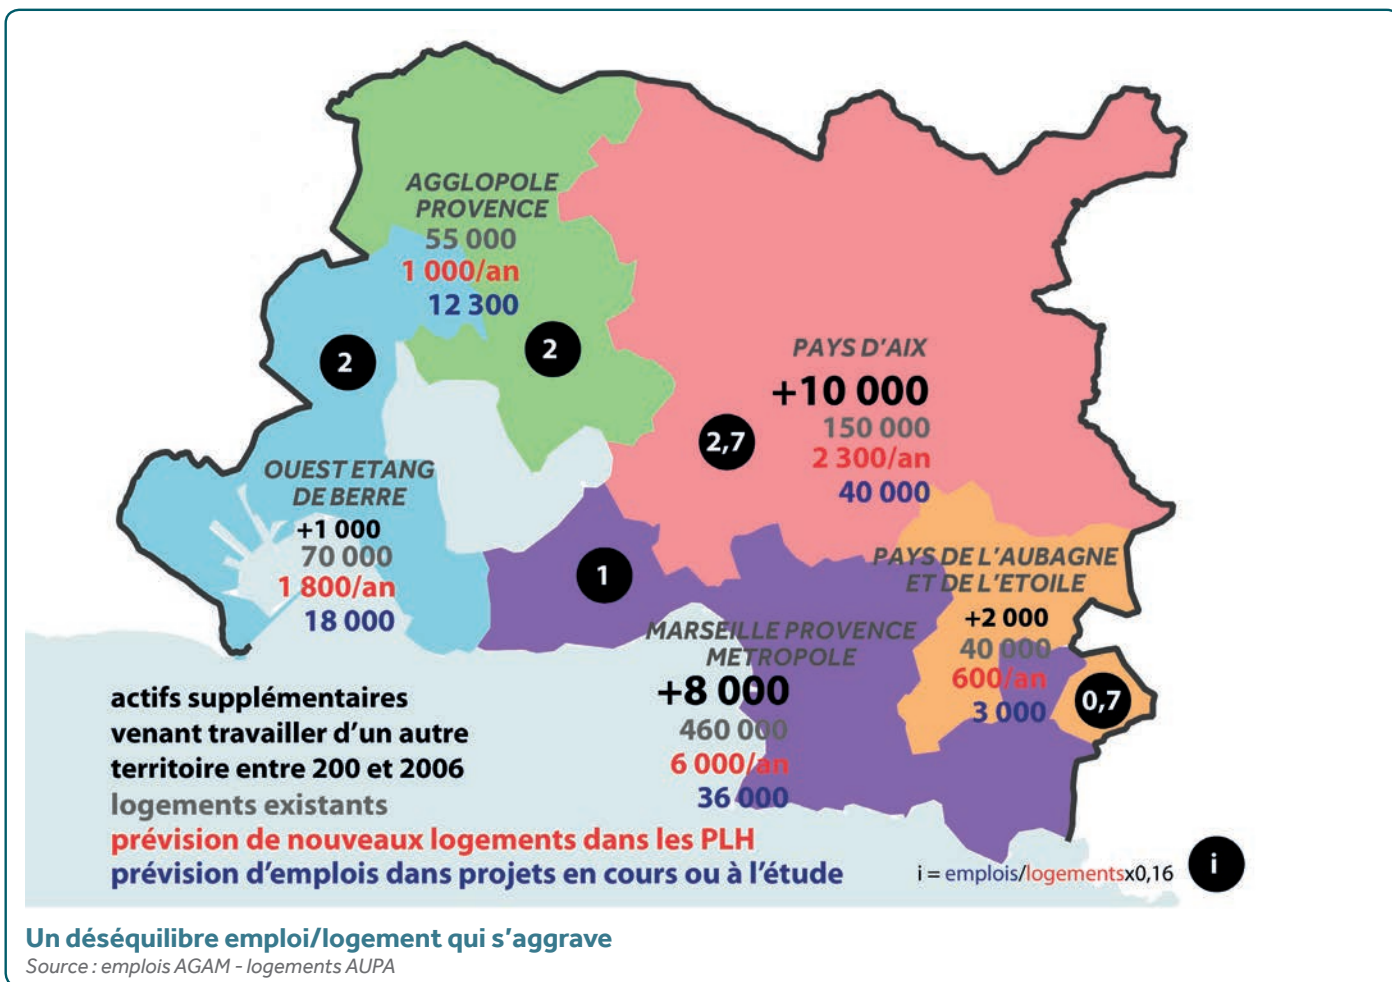 AGGLOPOLE
PROVENCE
55 000
1 000/an
12 300
2
2
PAYS D'AIX
+10 000
150 000
2 300/an
40 000
2,7
OUEST ETANG
DE BERRE
+1 000
70 000
1 800/an
18 000
1
PAYS DE L'AUBAGNE
ET DE L'ETOILE
+2 000
40 000
600/an
3 000
0,7
MARSEILLE PROVENCE
METROPOLE
+8 000
460 000
6 000/an
36 000
actifs supplémentaires
venant travailler d'un autre
territoire entre 200 et 2006
logements existants
prévision de nouveaux logements dans les PLH
prévision d'emplois dans projets en cours ou à l'étude
i = emplois/logementsx0,16
i
Un déséquilibre emploi/logement qui s'aggrave
Source : emplois AGAM - logements AUPA